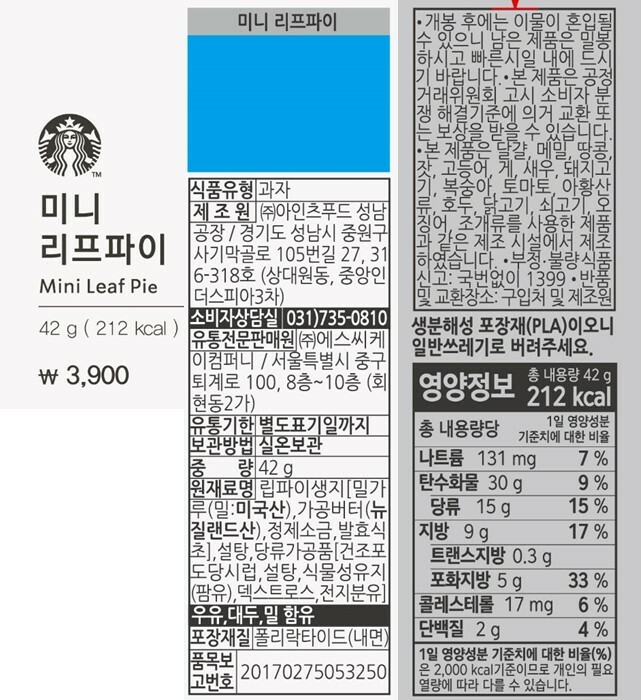 TM
미니
리프파이
Mini Leaf Pie
42 g ( 212 kcal )
₩ 3,900
미니 리프파이
식품유형 과자
제 조 원 ㈜아인츠푸드 성남
공장 / 경기도 성남시 중원구
사기막골로 105번길 27, 31
6-318호 (상대원동, 중앙인
더스피아3차)
소비자상담실 031)735-0810
유통전문판매원 ㈜에스씨케
이컴퍼니 / 서울특별시 중구
퇴계로 100, 8층~10층 (회
현동2가)
유통기한 별도표기일까지
보관방법 실온보관
중 량 42 g
원재료명 립파이생지[밀가
루(밀:미국산),가공버터(뉴
질랜드산),정제소금,발효식
초],설탕,당류가공품[건조포
도당시럽,설탕,식물성유지
(팜유),덱스트로스,전지분유]
우유,대두,밀 함유
포장재질 폴리락타이드(내면)
품목보
고번호 20170275053250
•개봉 후에는 이물이 혼입될
수 있으니 남은 제품은 밀봉
하시고 빠른시일 내에 드시
기 바랍니다.•본 제품은 공정
거래위원회 고시 소비자 분
쟁 해결기준에 의거 교환 또
는 보상을 받을 수 있습니다.
•본 제품은 달걀, 메밀, 땅콩,
잣, 고등어, 게, 새우, 돼지고
기, 복숭아, 토마토, 아황산
류, 호두, 닭고기, 쇠고기, 오
징어, 조개류를 사용한 제품
과 같은 제조 시설에서 제조
하였습니다. •부정·불량식품
신고: 국번없이 1399 •반품
및 교환장소: 구입처 및 제조원
생분해성 포장재(PLA)이오니
일반쓰레기로 버려주세요.
영양정보 총 내용량 42 g
212 kcal
총 내용량당 1일 영양성분
기준치에 대한 비율
나트륨 131 mg 7 %
탄수화물 30 g 9 %
당류 15 g 15 %
지방 9 g 17 %
트랜스지방 0.3 g
포화지방 5 g 33 %
콜레스테롤 17 mg 6 %
단백질 2 g 4 %
1일 영양성분 기준치에 대한 비율(%)
은 2,000 kcal기준이므로 개인의 필요
열량에 따라 다를 수 있습니다.